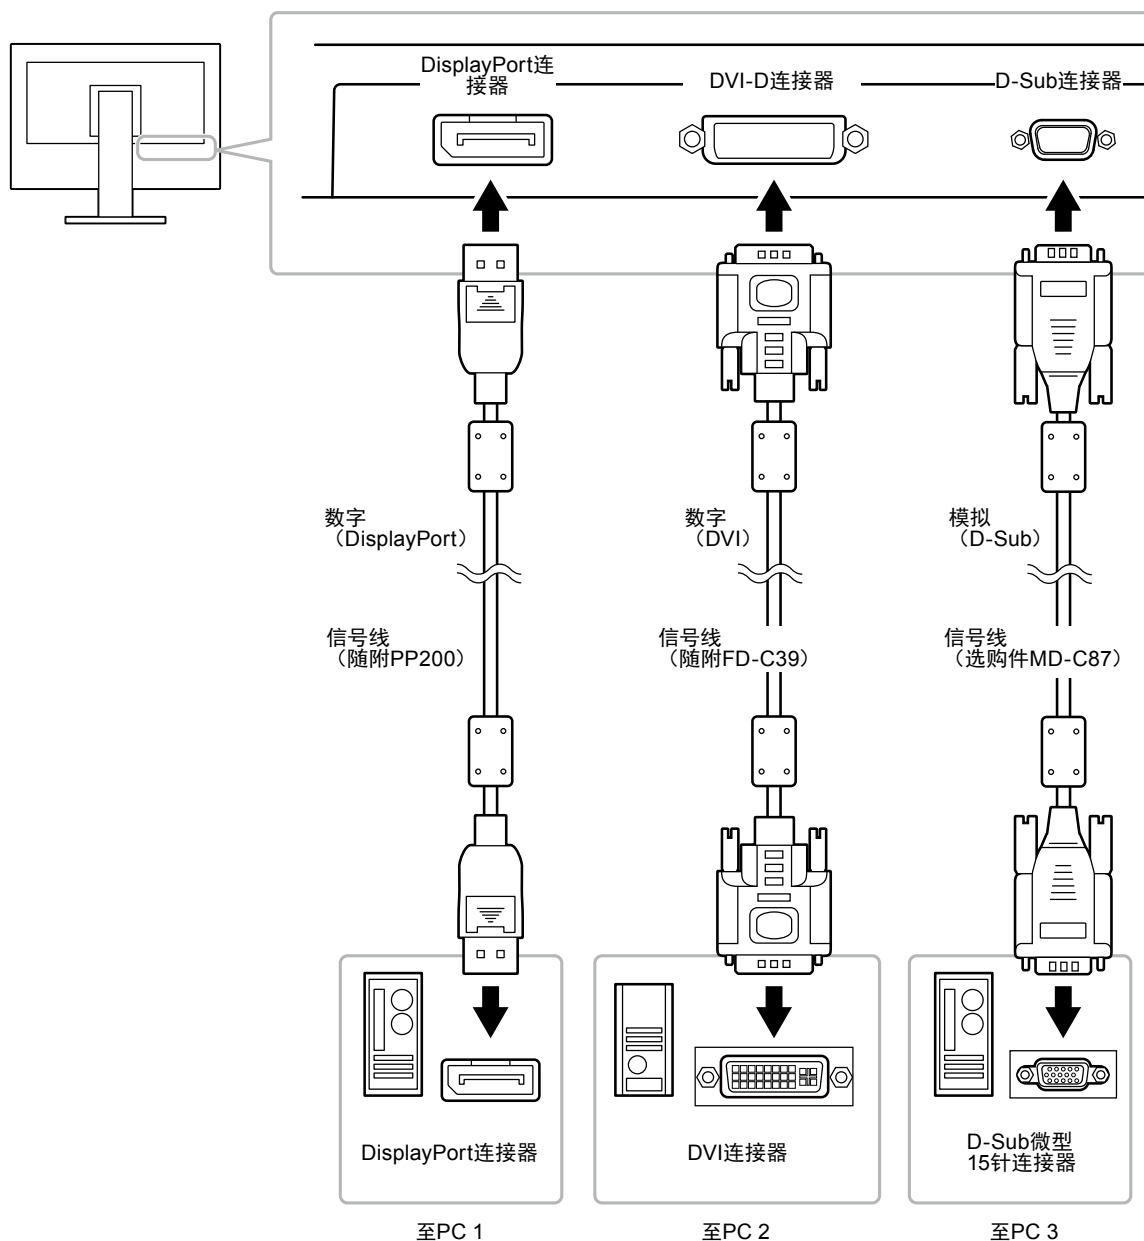 DisplayPort连
接器
DVI-D连接器
D-Sub连接器
数字
（DisplayPort）
数字
（DVI）
模拟
（D-Sub）
信号线
（随附PP200）
信号线
（随附FD-C39）
信号线
（选购件MD-C87）
DisplayPort连接器
DVI连接器
D-Sub微型
15针连接器
至PC 1
至PC 2
至PC 3